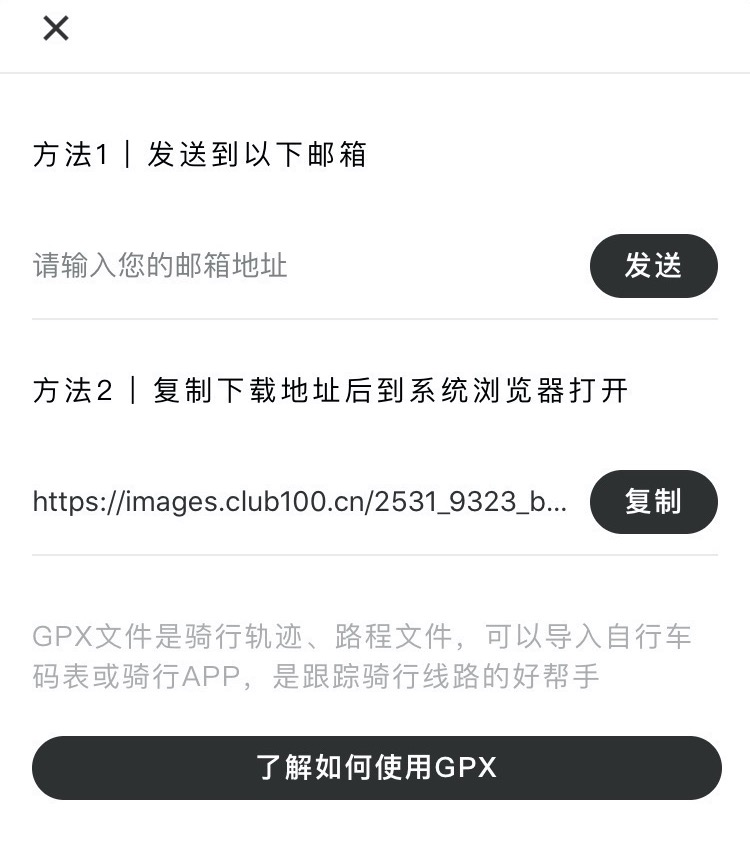 方法1｜发送到以下邮箱
请输入您的邮箱地址
发送
方法2｜复制下载地址后到系统浏览器打开
https://images.club100.cn/2531_9323_b...
复制
GPX文件是骑行轨迹、路程文件，可以导入自行车
码表或骑行APP，是跟踪骑行线路的好帮手
了解如何使用GPX